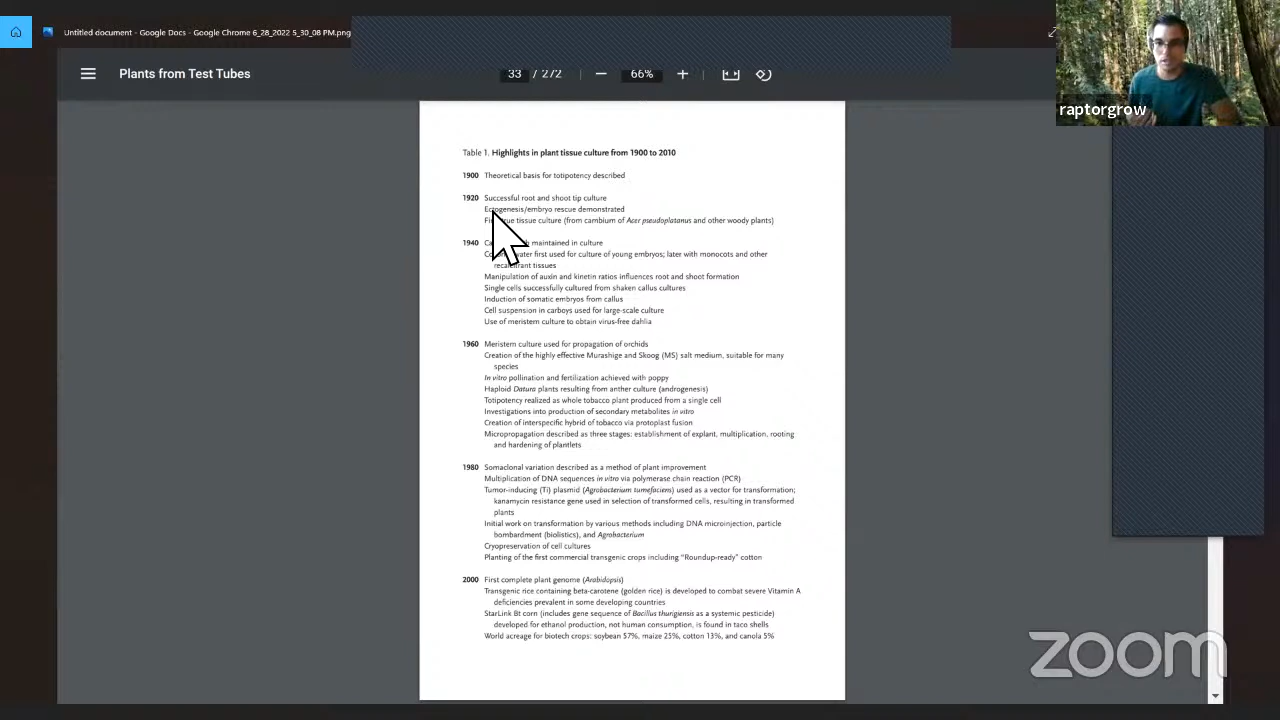 Untitled document - Google Docs - Google Chrome 6_28_2022 5_30_08 PM.png
Plants from Test Tubes
33 / 272
66%
raptorgrow
Table 1. Highlights in plant tissue culture from 1900 to 2010
1900 Theoretical basis for totipotency described
1920 Successful root and shoot tip culture
Ectogenesis/embryo rescue demonstrated
tissue culture (from cambium of Acer pseudoplatanus and other woody plants)
1940 maintained in culture
water first used for culture of young embryos; later with monocots and other
recalcitrant tissues
Manipulation of auxin and kinetin ratios influences root and shoot formation
Single cells successfully cultured from shaken callus cultures
Induction of somatic embryos from callus
Cell suspension in carboys used for large-scale culture
Use of meristem culture to obtain virus-free dahlia
1960 Meristem culture used for propagation of orchids
Creation of the highly effective Murashige and Skoog (MS) salt medium, suitable for many
species
In vitro pollination and fertilization achieved with poppy
Haploid Datura plants resulting from anther culture (androgenesis)
Totipotency realized as whole tobacco plant produced from a single cell
Investigations into production of secondary metabolites in vitro
Creation of interspecific hybrid of tobacco via protoplast fusion
Micropropagation described as three stages: establishment of explant, multiplication, rooting
and hardening of plantlets
1980 Somaclonal variation described as a method of plant improvement
Multiplication of DNA sequences in vitro via polymerase chain reaction (PCR)
Tumor-inducing (Ti) plasmid (Agrobacterium tumefaciens) used as a vector for transformation;
kanamycin resistance gene used in selection of transformed cells, resulting in transformed
plants
Initial work on transformation by various methods including DNA microinjection, particle
bombardment (biolistics), and Agrobacterium
Cryopreservation of cell cultures
Planting of the first commercial transgenic crops including "Roundup-ready" cotton
2000 First complete plant genome (Arabidopsis)
Transgenic rice containing beta-carotene (golden rice) is developed to combat severe Vitamin A
deficiencies prevalent in some developing countries
StarLink Bt corn (includes gene sequence of Bacillus thurigiensis as a systemic pesticide)
developed for ethanol production, not human consumption, is found in taco shells
World acreage for biotech crops: soybean 57%, maize 25%, cotton 13%, and canola 5%
zoom